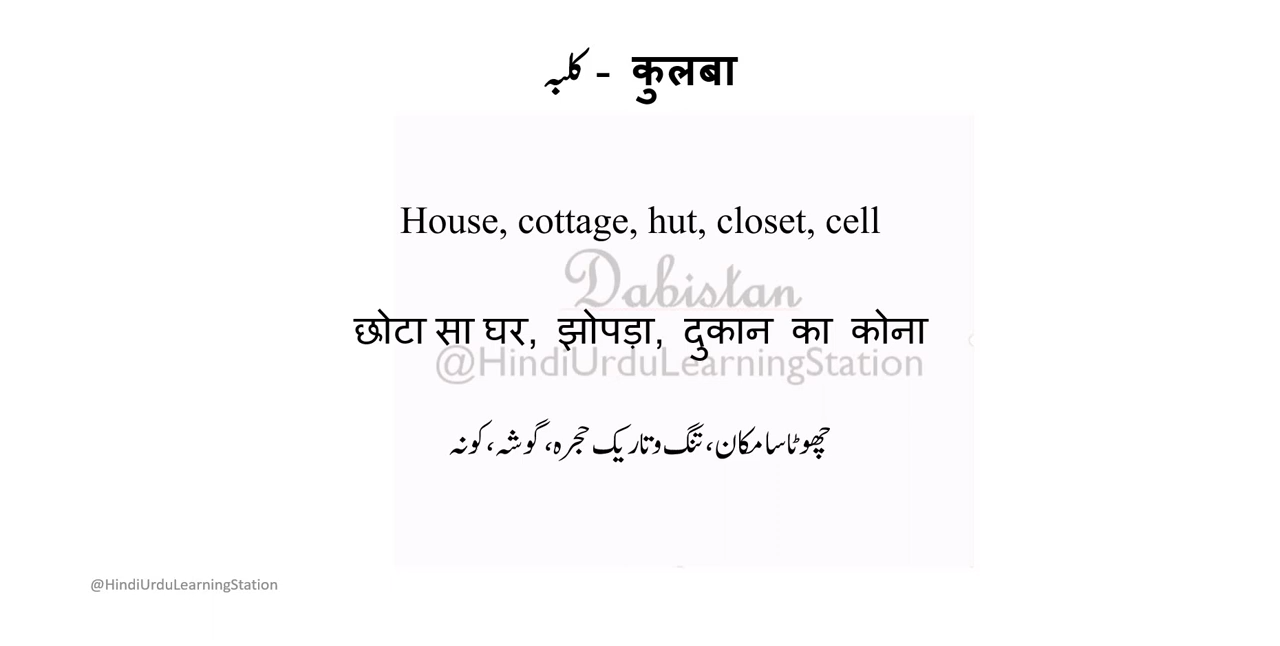 کلبہ - कुलबा
House, cottage, hut, closet, cell
Dabistan
छोटा सा घर, झोपड़ा, दुकान का कोना
@HindiUrduLearningStation
چھوٹا سا مکان، تنگ و تاریک حجرہ، گوشہ، کونہ
@HindiUrduLearningStation